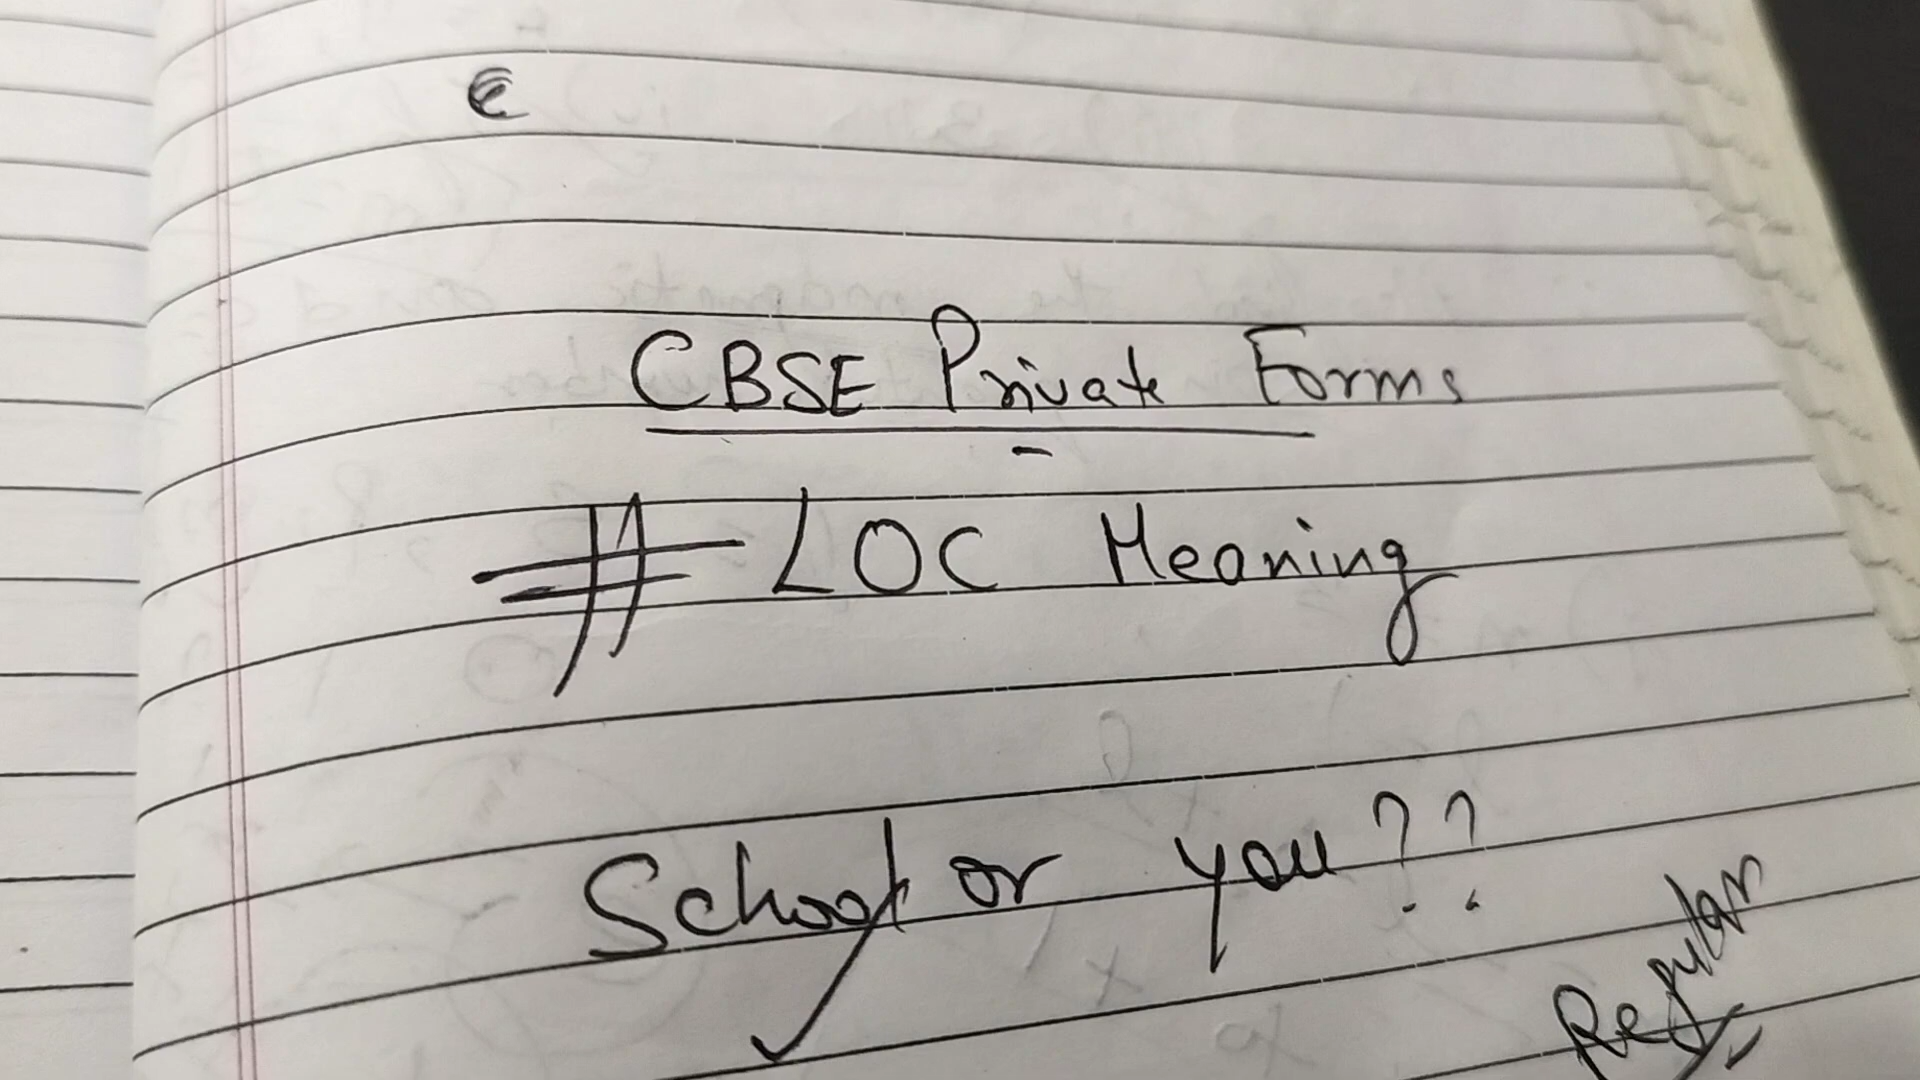 CBSE Private Forms
# LOC Meaning
School or you??
Regular